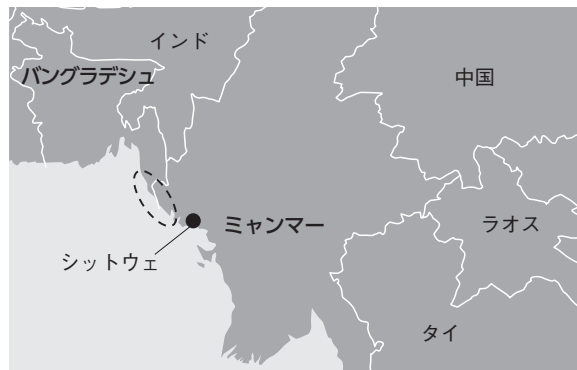 インド
バングラデシュ
中国
ミャンマー
ラオス
シットウェ
タイ